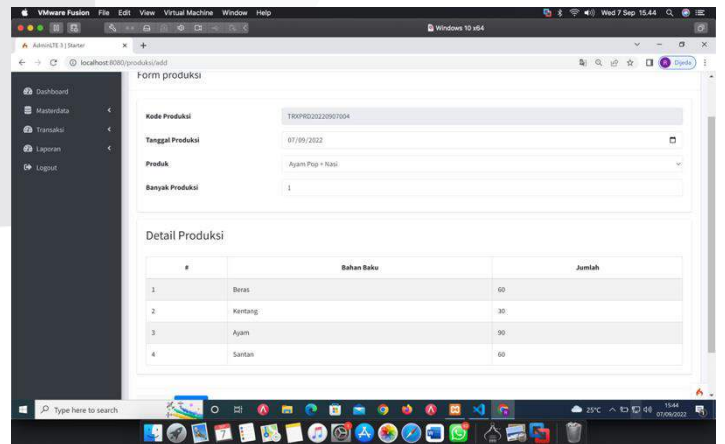 VMware Fusion File Edit View Virtual Machine Window Help Wed 7 Sep 15.44
Windows 10 x64
AdminLTE 3 | Starter
localhost:8080/produksi/add
Dijeda
Form produksi
Dashboard
Masterdata
Transaksi
Laporan
Logout
Kode Produksi TRXPRD20220907004
Tanggal Produksi 07/09/2022
Produk Ayam Pop + Nasi
Banyak Produksi 1
Detail Produksi
# Bahan Baku Jumlah
1 Beras 60
2 Kentang 30
3 Ayam 90
4 Santan 60
Type here to search
25°C
15:44
07/09/2022